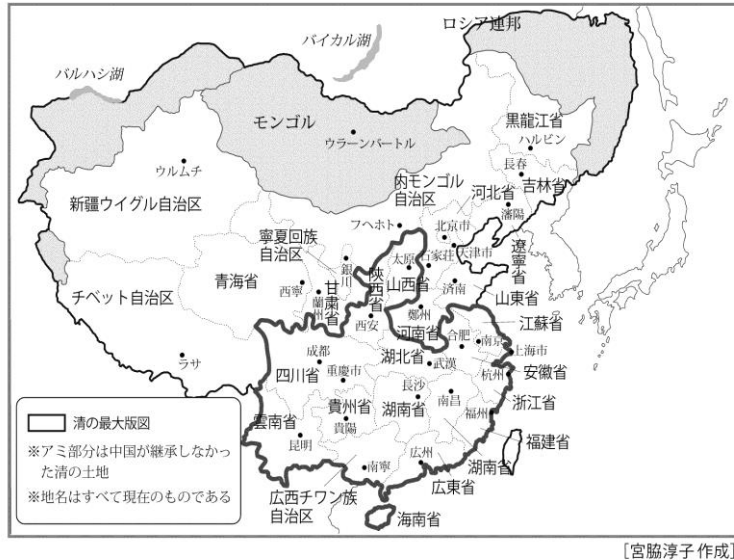 ロシア連邦
バイカル湖
バルハシ湖
モンゴル
ウラーンバートル
黒龍江省
ハルビン
長春
吉林省
ウルムチ
内モンゴル
自治区
河北省
瀋陽
新疆ウイグル自治区
フヘホト
北京市
天津市
遼寧省
寧夏回族
自治区
銀川
太原
石家荘
陝西省
山西省
済南
青海省
西寧
甘粛省
蘭州
山東省
チベット自治区
西安
鄭州
河南省
江蘇省
合肥
南京
上海市
ラサ
成都
四川省
重慶市
湖北省
武漢
杭州
安徽省
長沙
南昌
浙江省
貴州省
貴陽
湖南省
福州
雲南省
昆明
福建省
広州
湖南省
南寧
広東省
広西チワン族
自治区
海南省
清の最大版図
※アミ部分は中国が継承しなかっ
た清の土地
※地名はすべて現在のものである
[宮脇淳子 作成]